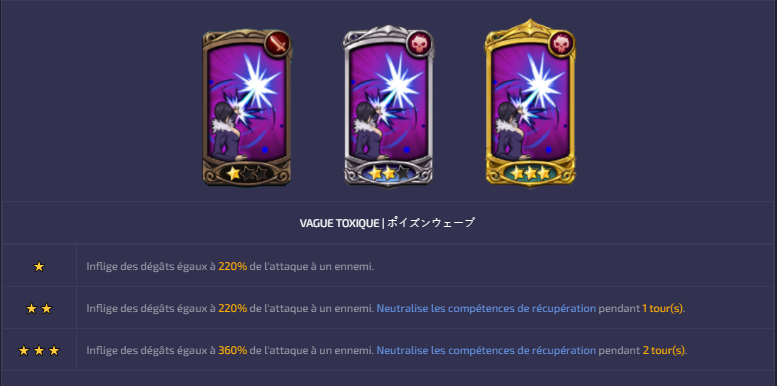 VAGUE TOXIQUE | ポイズンウェーブ
Inflige des dégâts égaux à 220% de l'attaque à un ennemi.
Inflige des dégâts égaux à 220% de l'attaque à un ennemi. Neutralise les compétences de récupération pendant 1 tour(s).
Inflige des dégâts égaux à 360% de l'attaque à un ennemi. Neutralise les compétences de récupération pendant 2 tour(s).